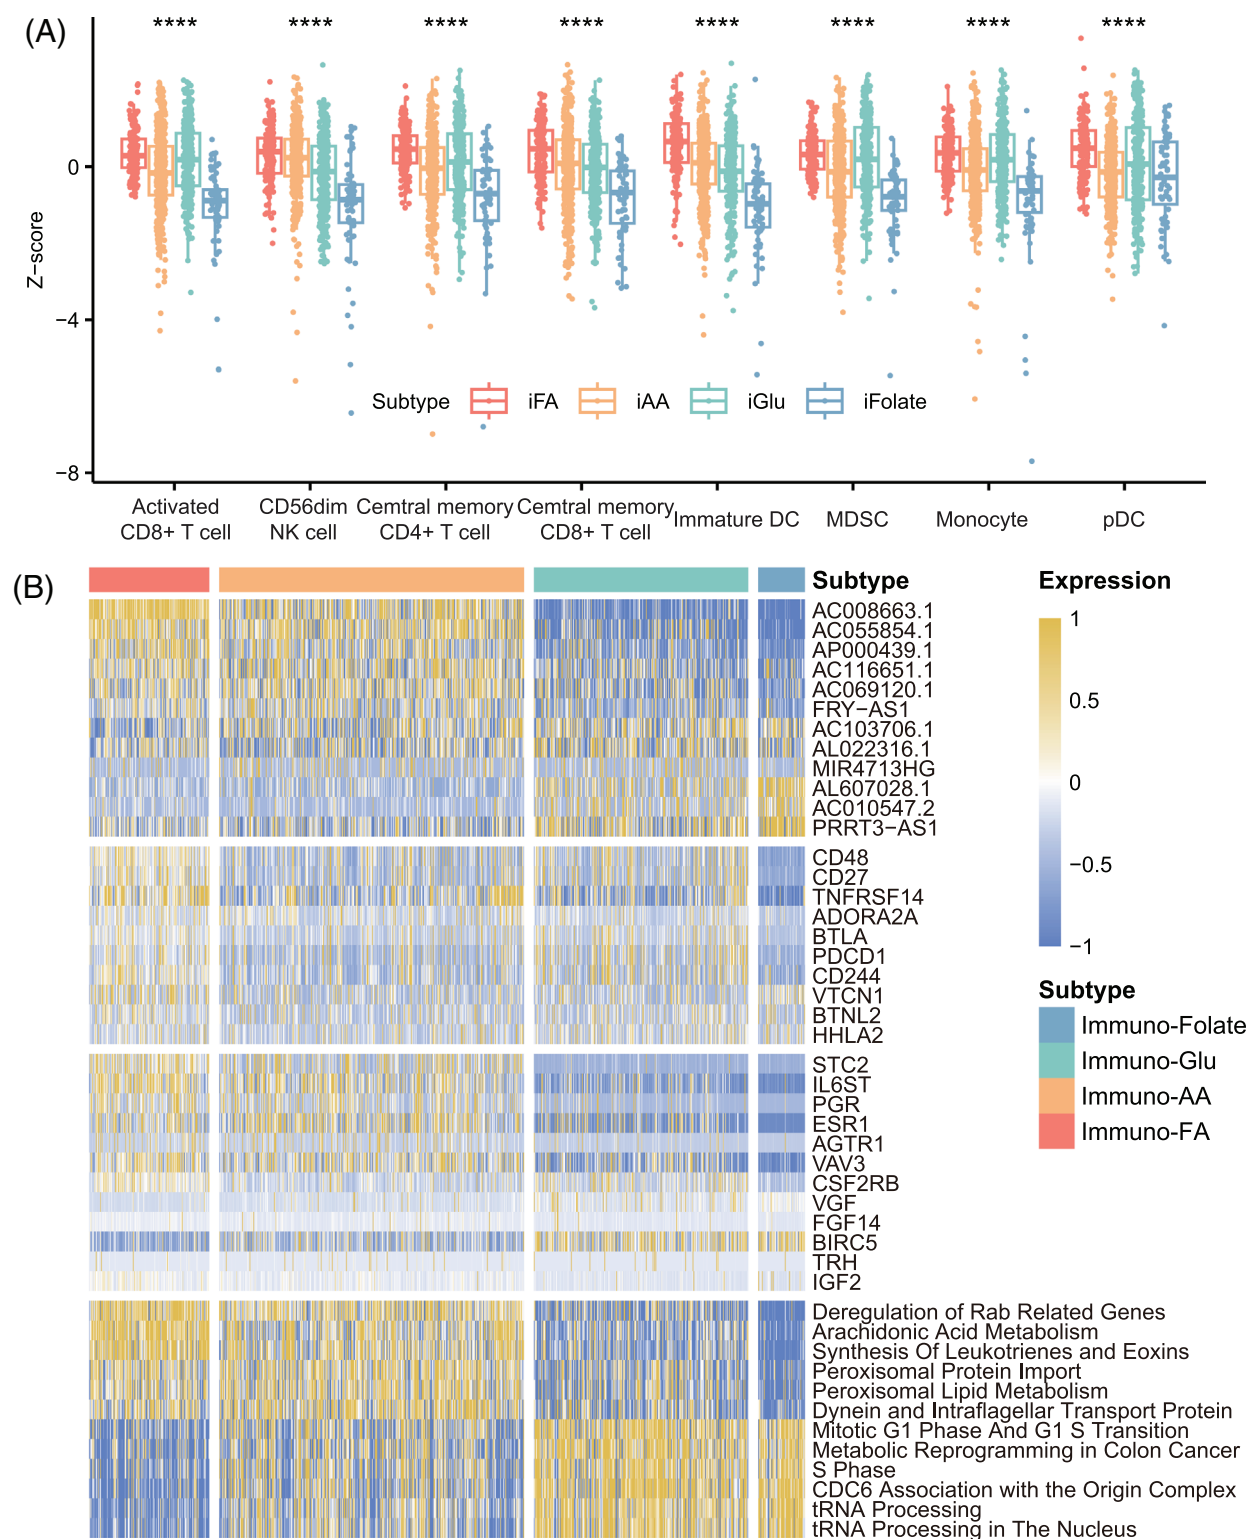 (A)
**** **** **** **** **** **** **** ****
Z−score
0
−4
−8
Subtype iFA iAA iGlu iFolate
Activated
CD8+ T cell
CD56dim
NK cell
Cemtral memory
CD4+ T cell
Cemtral memory
CD8+ T cell
Immature DC
MDSC
Monocyte
pDC
(B)
Subtype
AC008663.1
AC055854.1
AP000439.1
AC116651.1
AC069120.1
FRY−AS1
AC103706.1
AL022316.1
MIR4713HG
AL607028.1
AC010547.2
PRRT3−AS1
CD48
CD27
TNFRSF14
ADORA2A
BTLA
PDCD1
CD244
VTCN1
BTNL2
HHLA2
STC2
IL6ST
PGR
ESR1
AGTR1
VAV3
CSF2RB
VGF
FGF14
BIRC5
TRH
IGF2
Deregulation of Rab Related Genes
Arachidonic Acid Metabolism
Synthesis Of Leukotrienes and Eoxins
Peroxisomal Protein Import
Peroxisomal Lipid Metabolism
Dynein and Intraflagellar Transport Protein
Mitotic G1 Phase And G1 S Transition
Metabolic Reprogramming in Colon Cancer
S Phase
CDC6 Association with the Origin Complex
tRNA Processing
tRNA Processing in The Nucleus
Expression
1
0.5
0
−0.5
−1
Subtype
Immuno-Folate
Immuno-Glu
Immuno-AA
Immuno-FA